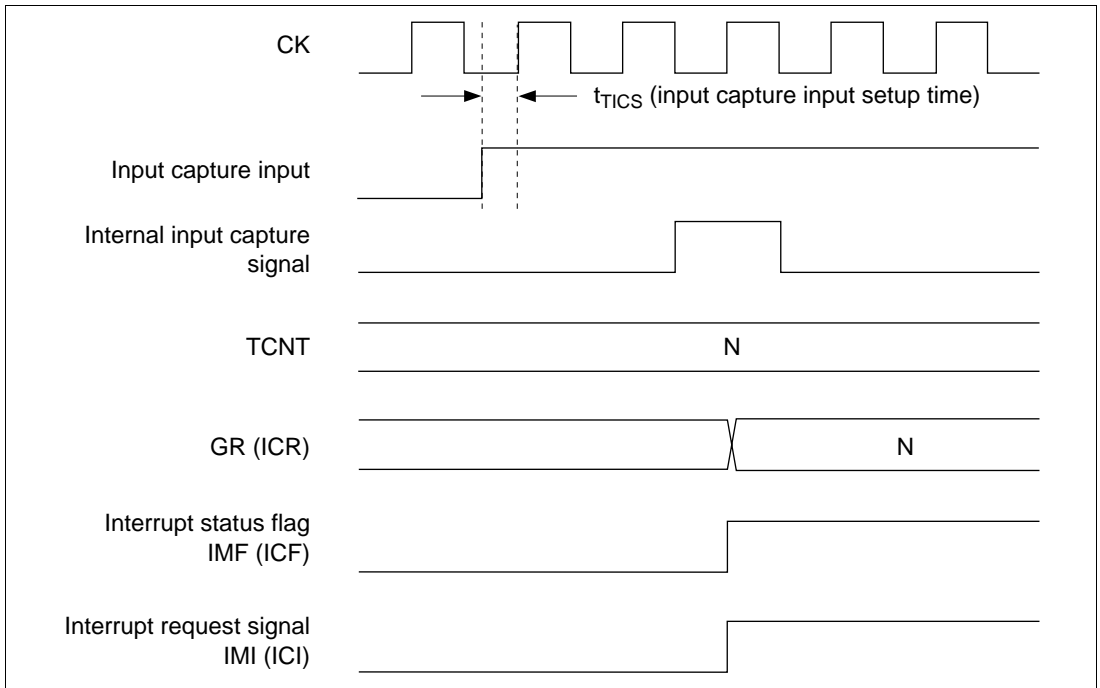 CK
t_TICS (input capture input setup time)
Input capture input
Internal input capture
signal
TCNT
N
GR (ICR)
N
Interrupt status flag
IMF (ICF)
Interrupt request signal
IMI (ICI)